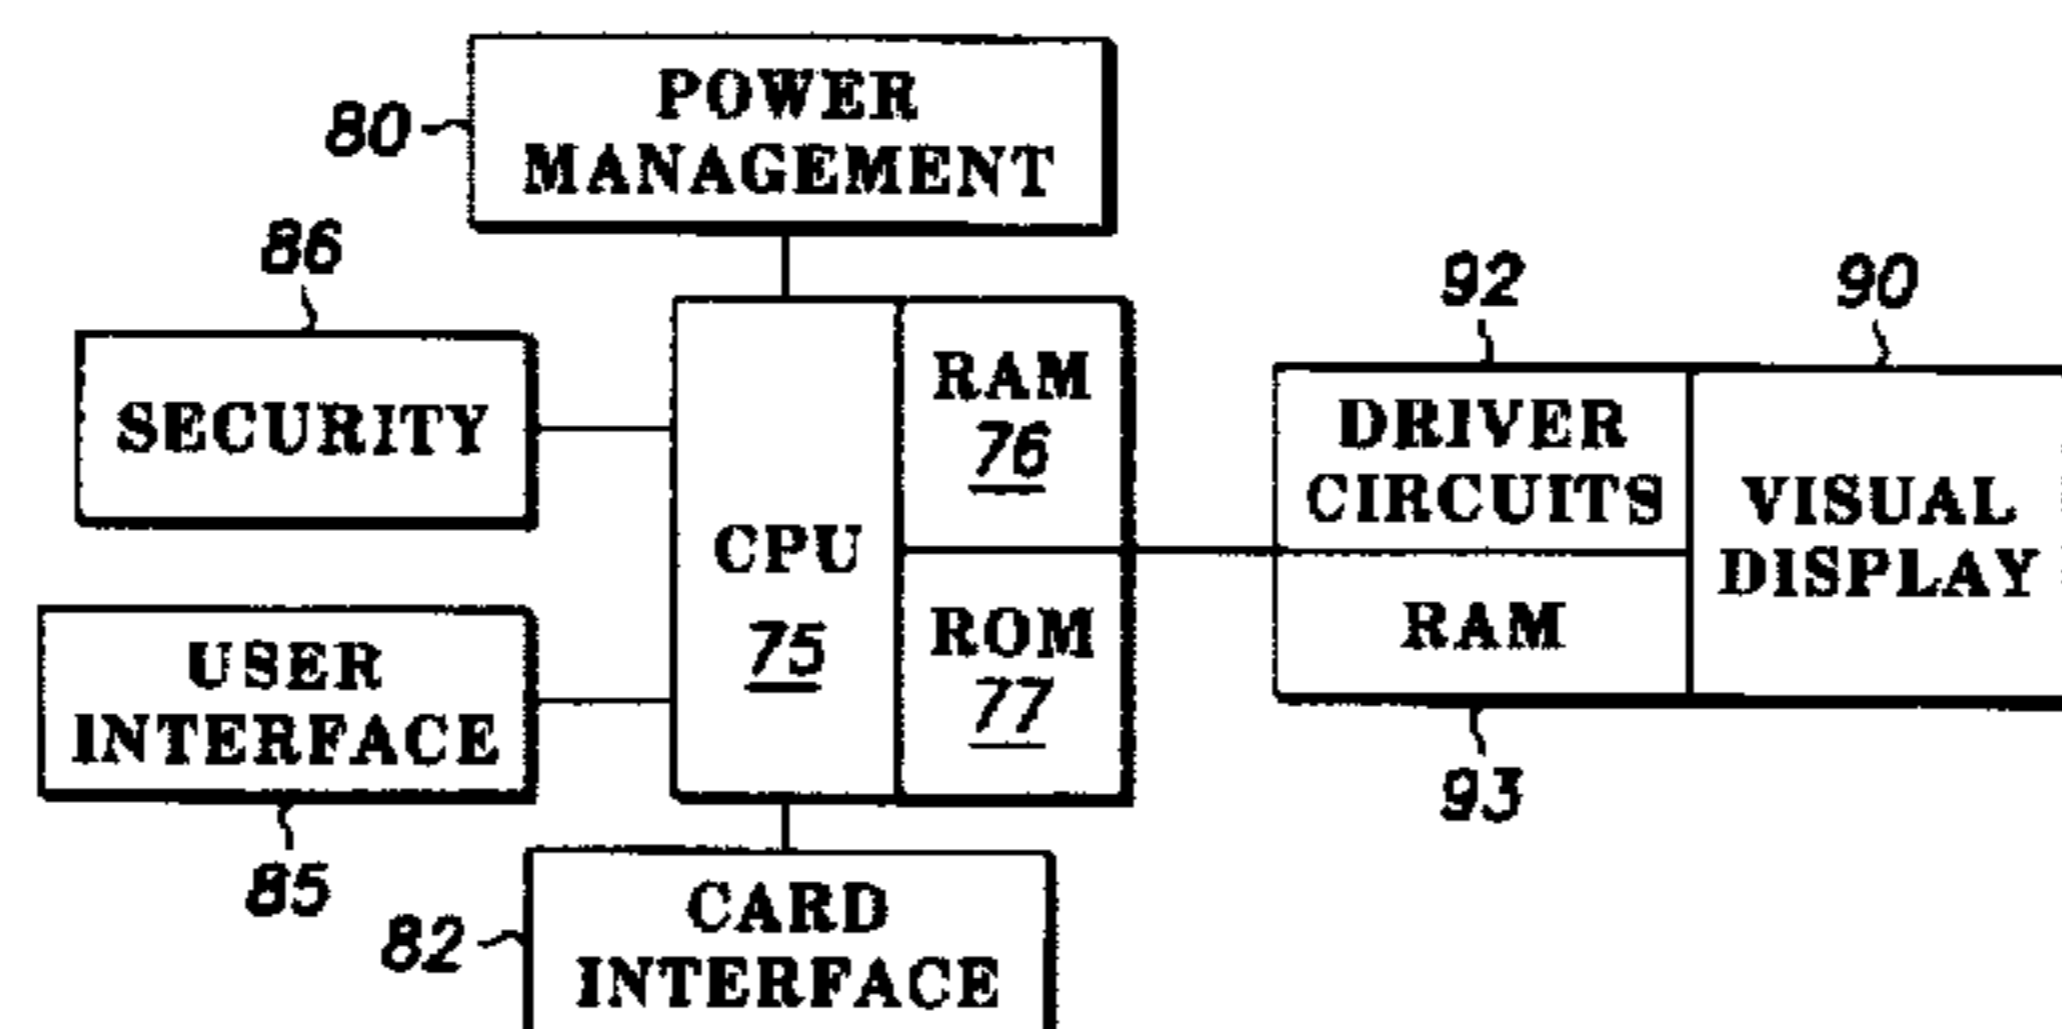 POWER
MANAGEMENT
80
86
SECURITY
USER
INTERFACE
85
CPU
75
RAM
76
ROM
77
CARD
INTERFACE
82
92
DRIVER
CIRCUITS
RAM
93
90
VISUAL
DISPLAY